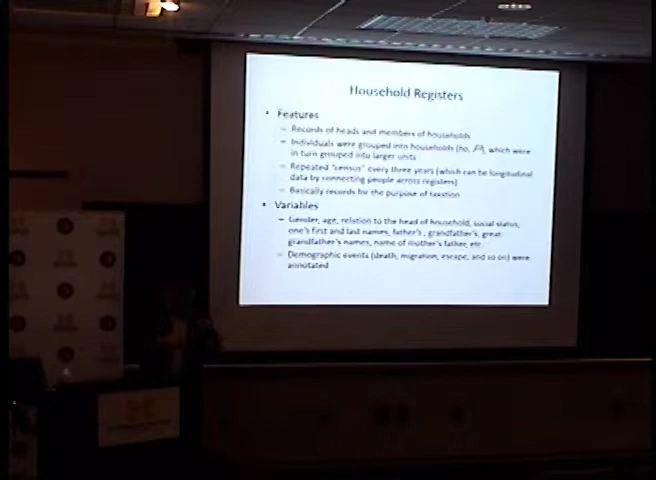 Household Registers
• Features
– Records of heads and members of households
– Individuals were grouped into households (ho, 戶), which were
in turn grouped into larger units
– Repeated "census" every three years (which can be longitudinal
data by connecting people across registers)
– Basically records for the purpose of taxation
• Variables
– Gender, age, relation to the head of household, social status,
one's first and last names, father's, grandfather's, great
grandfather's names, name of mother's father, etc.
– Demographic events (death, migration, escape, and so on) were
annotated